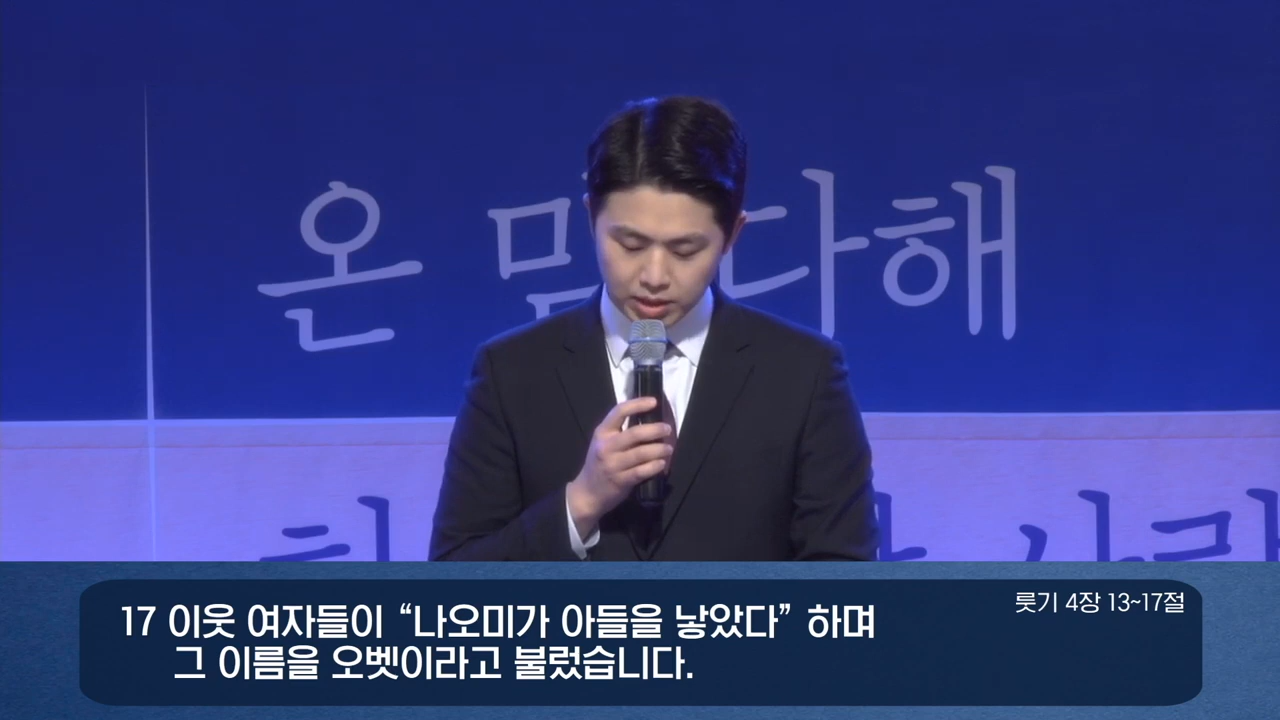 온 맘 다해
룻기 4장 13~17절
17 이웃 여자들이 “나오미가 아들을 낳았다” 하며
그 이름을 오벳이라고 불렀습니다.